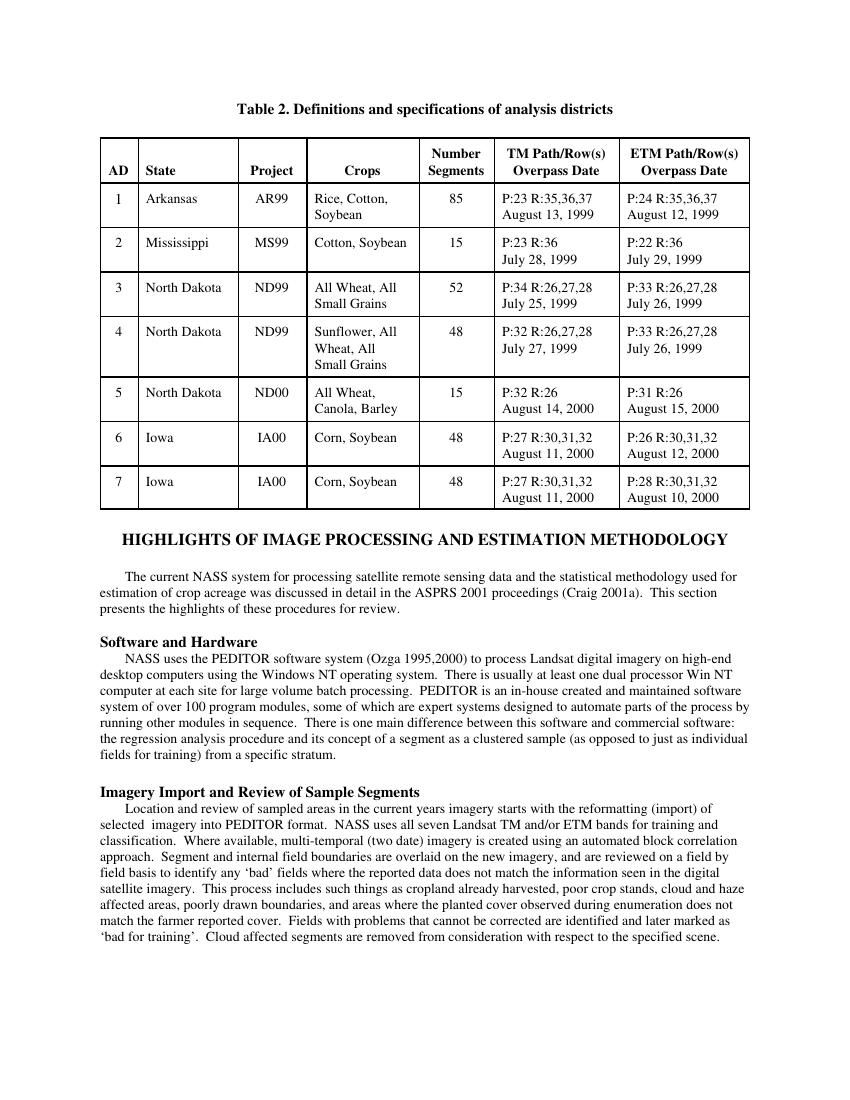 Table 2. Definitions and specifications of analysis districts
AD State Project Crops Number Segments TM Path/Row(s) Overpass Date ETM Path/Row(s) Overpass Date
1 Arkansas AR99 Rice, Cotton, Soybean 85 P:23 R:35,36,37 August 13, 1999 P:24 R:35,36,37 August 12, 1999
2 Mississippi MS99 Cotton, Soybean 15 P:23 R:36 July 28, 1999 P:22 R:36 July 29, 1999
3 North Dakota ND99 All Wheat, All Small Grains 52 P:34 R:26,27,28 July 25, 1999 P:33 R:26,27,28 July 26, 1999
4 North Dakota ND99 Sunflower, All Wheat, All Small Grains 48 P:32 R:26,27,28 July 27, 1999 P:33 R:26,27,28 July 26, 1999
5 North Dakota ND00 All Wheat, Canola, Barley 15 P:32 R:26 August 14, 2000 P:31 R:26 August 15, 2000
6 Iowa IA00 Corn, Soybean 48 P:27 R:30,31,32 August 11, 2000 P:26 R:30,31,32 August 12, 2000
7 Iowa IA00 Corn, Soybean 48 P:27 R:30,31,32 August 11, 2000 P:28 R:30,31,32 August 10, 2000
HIGHLIGHTS OF IMAGE PROCESSING AND ESTIMATION METHODOLOGY
The current NASS system for processing satellite remote sensing data and the statistical methodology used for
estimation of crop acreage was discussed in detail in the ASPRS 2001 proceedings (Craig 2001a). This section
presents the highlights of these procedures for review.
Software and Hardware
NASS uses the PEDITOR software system (Ozga 1995,2000) to process Landsat digital imagery on high-end
desktop computers using the Windows NT operating system. There is usually at least one dual processor Win NT
computer at each site for large volume batch processing. PEDITOR is an in-house created and maintained software
system of over 100 program modules, some of which are expert systems designed to automate parts of the process by
running other modules in sequence. There is one main difference between this software and commercial software:
the regression analysis procedure and its concept of a segment as a clustered sample (as opposed to just as individual
fields for training) from a specific stratum.
Imagery Import and Review of Sample Segments
Location and review of sampled areas in the current years imagery starts with the reformatting (import) of
selected imagery into PEDITOR format. NASS uses all seven Landsat TM and/or ETM bands for training and
classification. Where available, multi-temporal (two date) imagery is created using an automated block correlation
approach. Segment and internal field boundaries are overlaid on the new imagery, and are reviewed on a field by
field basis to identify any ‘bad’ fields where the reported data does not match the information seen in the digital
satellite imagery. This process includes such things as cropland already harvested, poor crop stands, cloud and haze
affected areas, poorly drawn boundaries, and areas where the planted cover observed during enumeration does not
match the farmer reported cover. Fields with problems that cannot be corrected are identified and later marked as
‘bad for training’. Cloud affected segments are removed from consideration with respect to the specified scene.